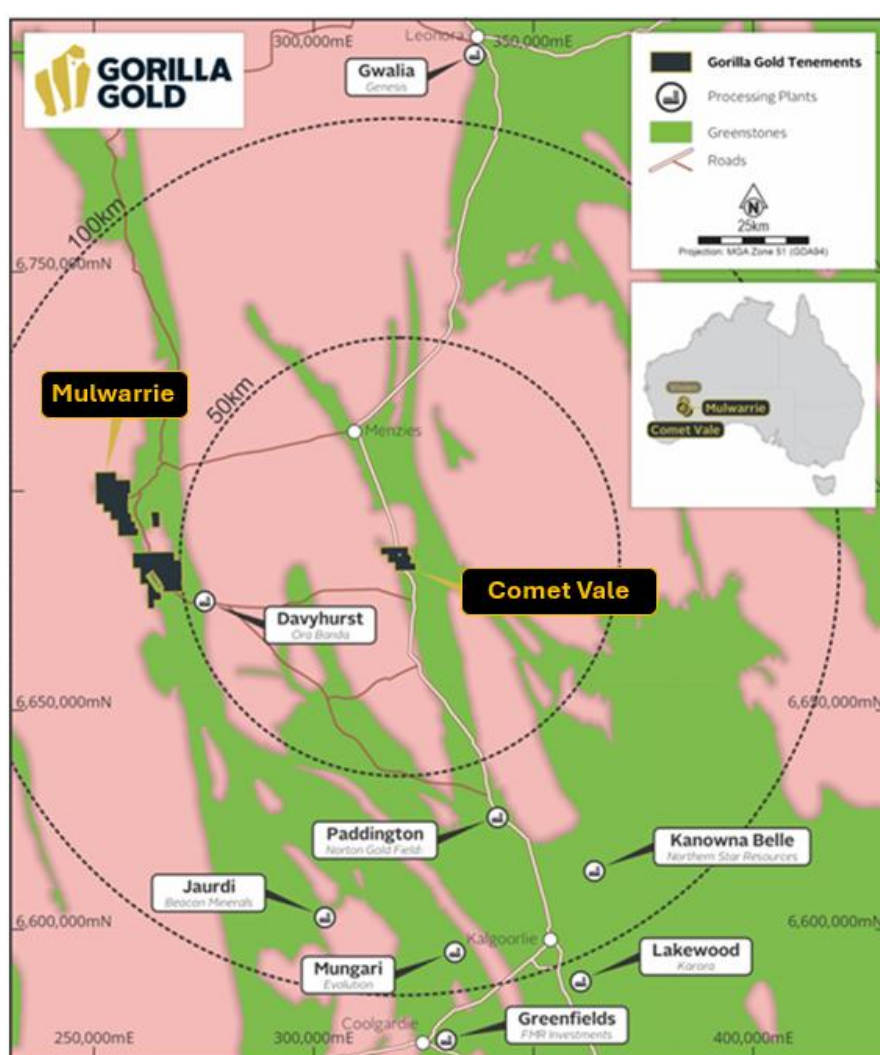 GORILLA
GOLD
Leonora
300,000mE
350,000mE
Gwalia
Genesis
Gorilla Gold Tenements
Processing Plants
Greenstones
Roads
N
25km
Projection: MGA Zone 51 (GDA94)
100km
6,750,000mN
Mulwarrie
50km
Menzies
Vivien
Mulwarrie
Comet Vale
Comet Vale
Davyhurst
Ora Banda
6,650,000mN
6,650,000mN
Paddington
Norton Gold Field
Kanowna Belle
Northern Star Resources
Jaurdi
Beacon Minerals
6,600,000mN
6,600,000
Kalgoorlie
Mungari
Evolution
Lakewood
Karora
Coolgardie
Greenfields
FMR Investments
250,000mE
300,000mE
400,000mE